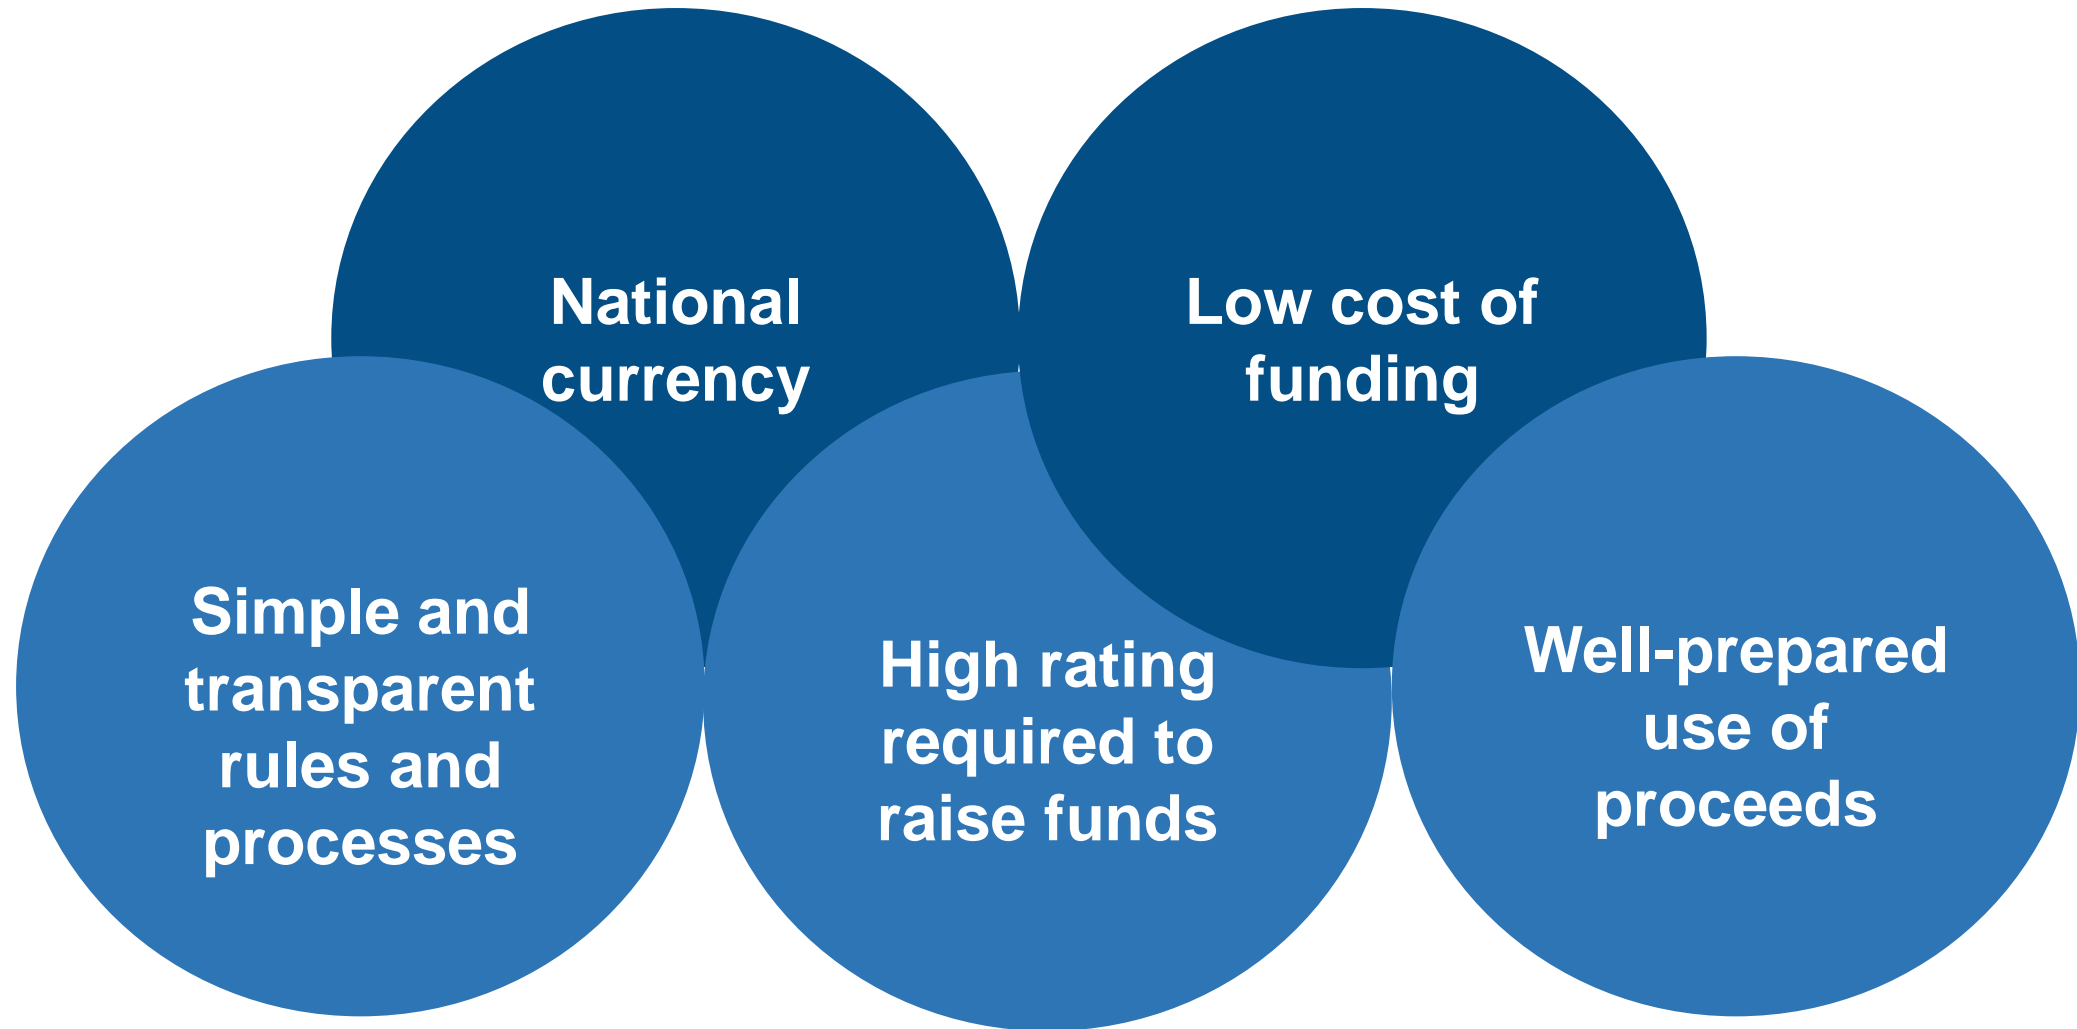 National
currency
Low cost of
funding
Simple and
transparent
rules and
processes
High rating
required to
raise funds
Well-prepared
use of
proceeds